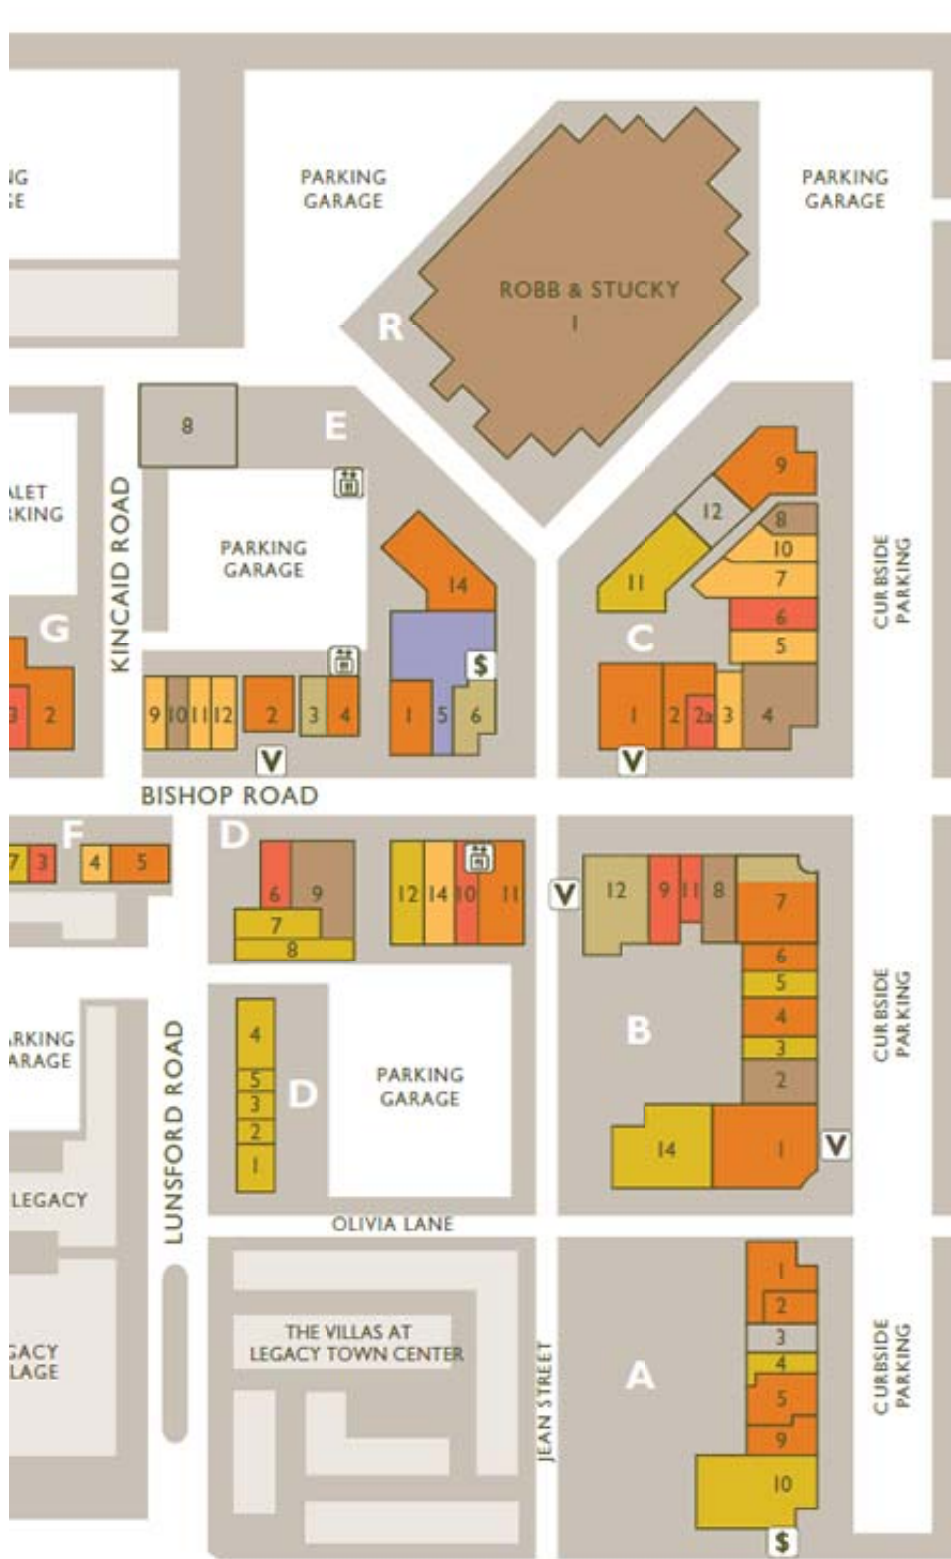 PARKING
GARAGE
PARKING
GARAGE
ROBB & STUCKY
1
R
8
E
PARKING
GARAGE
KINCAID ROAD
G
2
9
10
11
12
2
3
4
14
1
5
6
$
V
9
12
8
10
11
7
6
5
C
1
2
2a
3
4
V
CURBSIDE
PARKING
BISHOP ROAD
F
7
3
4
5
D
6
9
7
8
12
14
10
11
V
12
9
11
8
7
6
5
4
3
2
1
14
B
V
CURBSIDE
PARKING
LUNSFORD ROAD
4
5
3
2
1
D
PARKING
GARAGE
LEGACY
OLIVIA LANE
THE VILLAS AT
LEGACY TOWN CENTER
JEAN STREET
A
1
2
3
4
5
9
10
$
CURBSIDE
PARKING